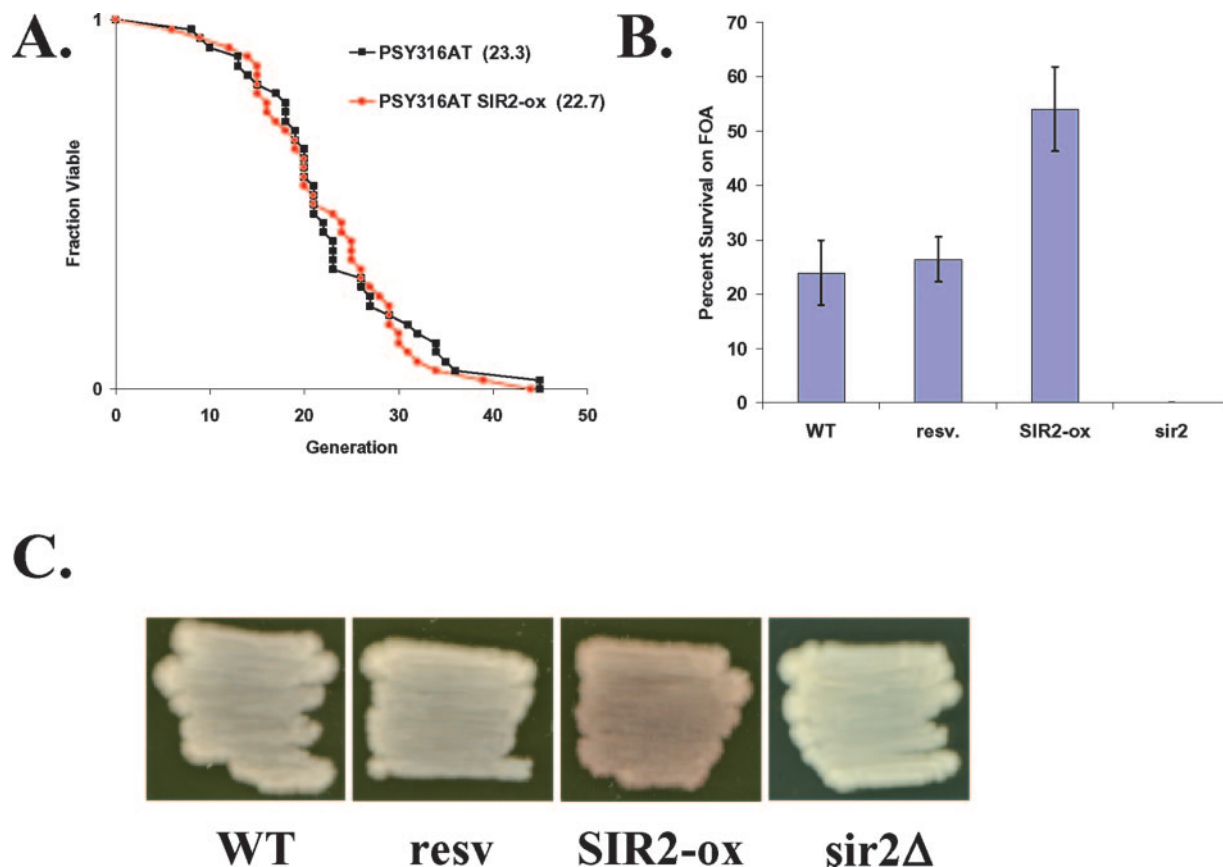 A.
1
PSY316AT (23.3)
PSY316AT SIR2-ox (22.7)
Fraction Viable
0
0 10 20 30 40 50
Generation
B.
70
60
50
40
30
20
10
0
Percent Survival on FOA
WT resv. SIR2-ox sir2
C.
WT resv SIR2-ox sir2Δ